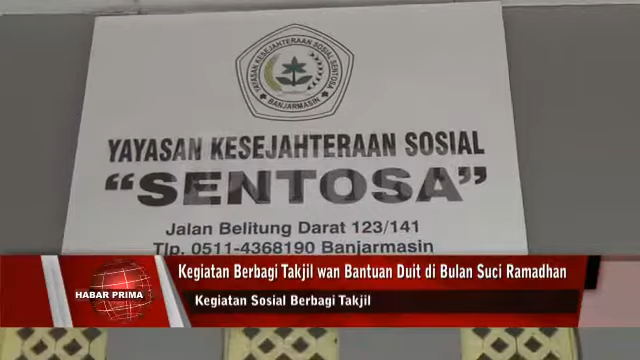 YAYASAN KESEJAHTERAAN SOSIAL SENTOSA
BANJARMASIN
YAYASAN KESEJAHTERAAN SOSIAL
“SENTOSA”
Jalan Belitung Darat 123/141
Tlp. 0511-4368190 Banjarmasin
Kegiatan Berbagi Takjil wan Bantuan Duit di Bulan Suci Ramadhan
HABAR PRIMA
Kegiatan Sosial Berbagi Takjil